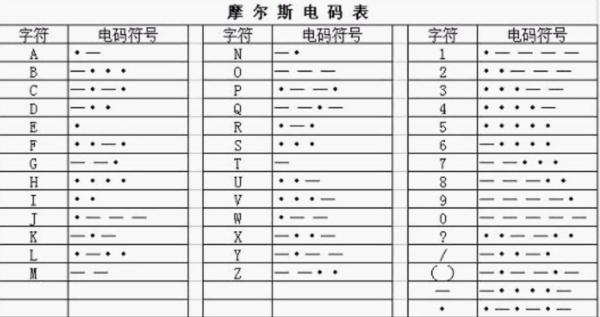 摩尔斯电码表
字符 电码符号 字符 电码符号 字符 电码符号
A •— N —• 1 •————
B —••• O ——— 2 ••———
C —•—• P •——• 3 •••——
D —•• Q ——•— 4 ••••—
E • R •—• 5 •••••
F ••—• S ••• 6 —••••
G ——• T — 7 ——•••
H •••• U ••— 8 ———••
I •• V •••— 9 ————•
J •——— W •—— 0 —————
K —•— X —••— ? ••——••
L •—•• Y —•—— / —••—•
M —— Z ——•• () —•——•—
— —••••—
• •—•—•—